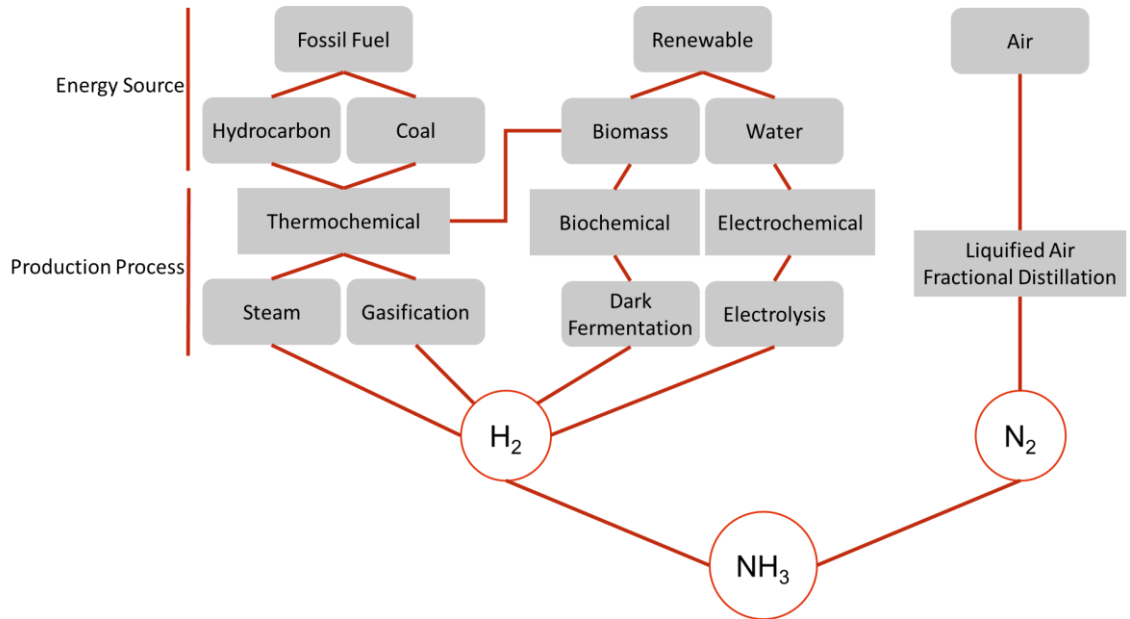 Fossil Fuel
Renewable
Air
Energy Source
Hydrocarbon
Coal
Biomass
Water
Thermochemical
Biochemical
Electrochemical
Production Process
Liquified Air
Fractional Distillation
Steam
Gasification
Dark
Fermentation
Electrolysis
H₂
N₂
NH₃